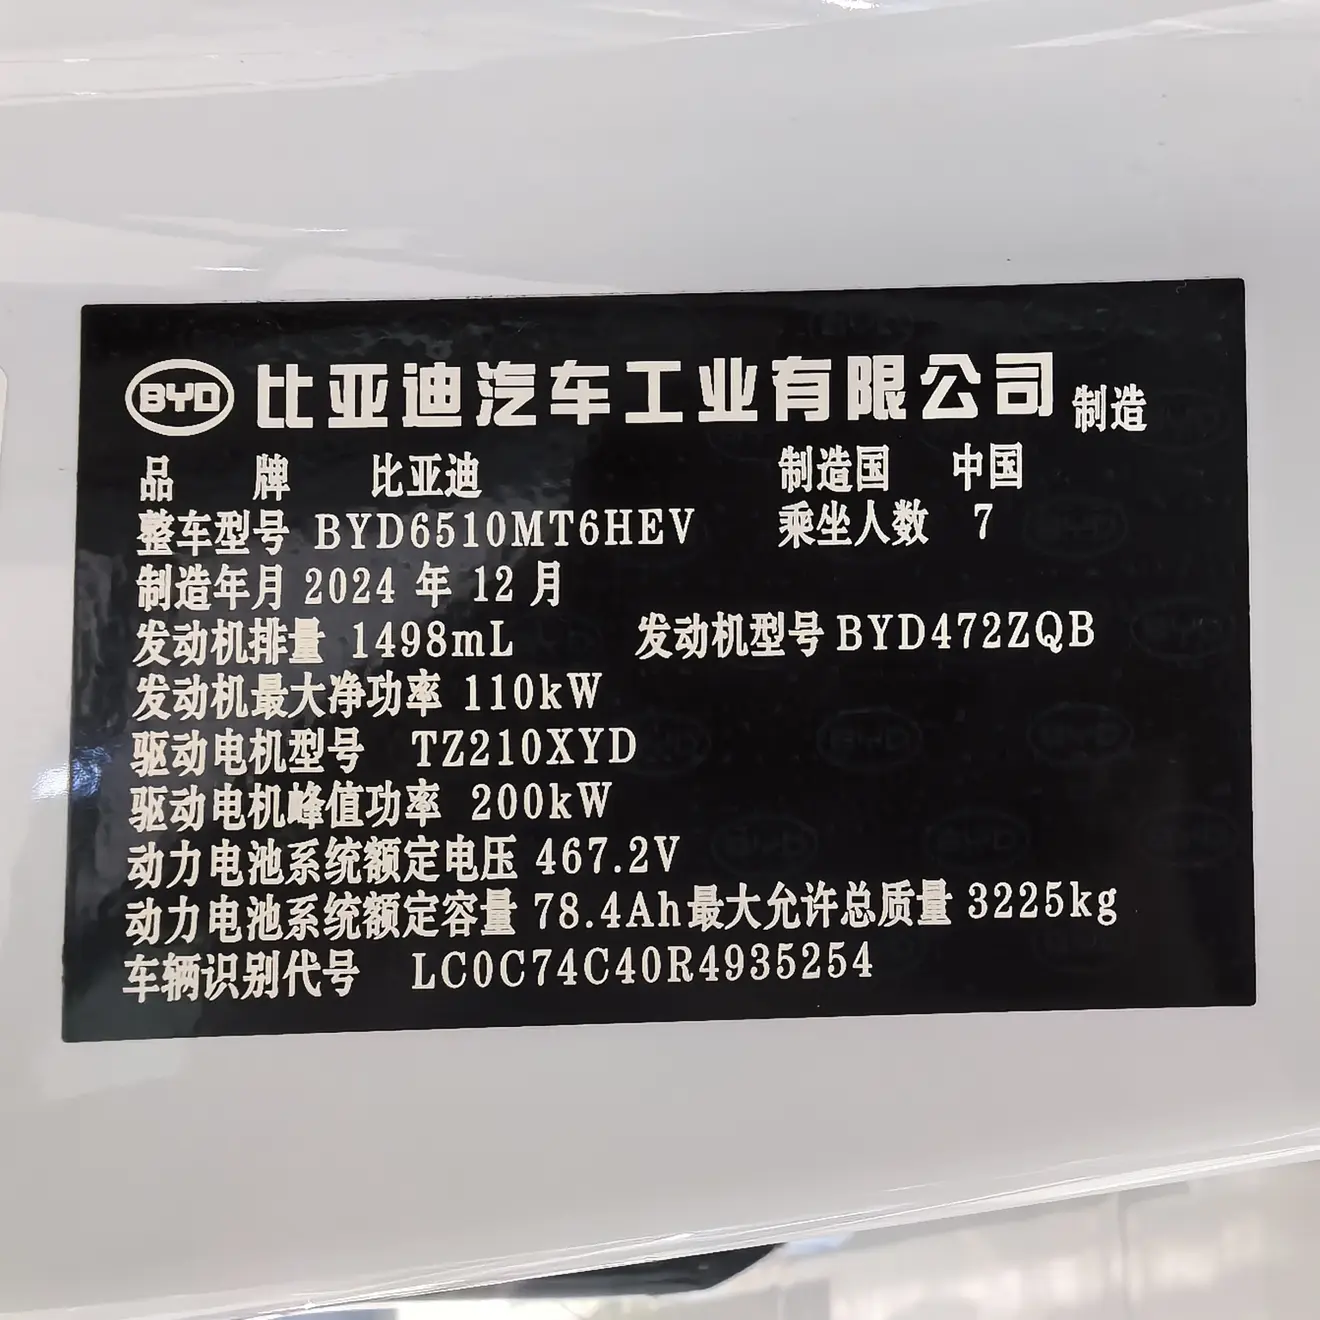 BYD 比亚迪汽车工业有限公司 制造
品 牌 比亚迪 制造国 中国
整车型号 BYD6510MT6HEV 乘坐人数 7
制造年月 2024 年 12 月
发动机排量 1498mL 发动机型号 BYD472ZQB
发动机最大净功率 110kW
驱动电机型号 TZ210XYD
驱动电机峰值功率 200kW
动力电池系统额定电压 467.2V
动力电池系统额定容量 78.4Ah 最大允许总质量 3225kg
车辆识别代号 LC0C74C40R4935254